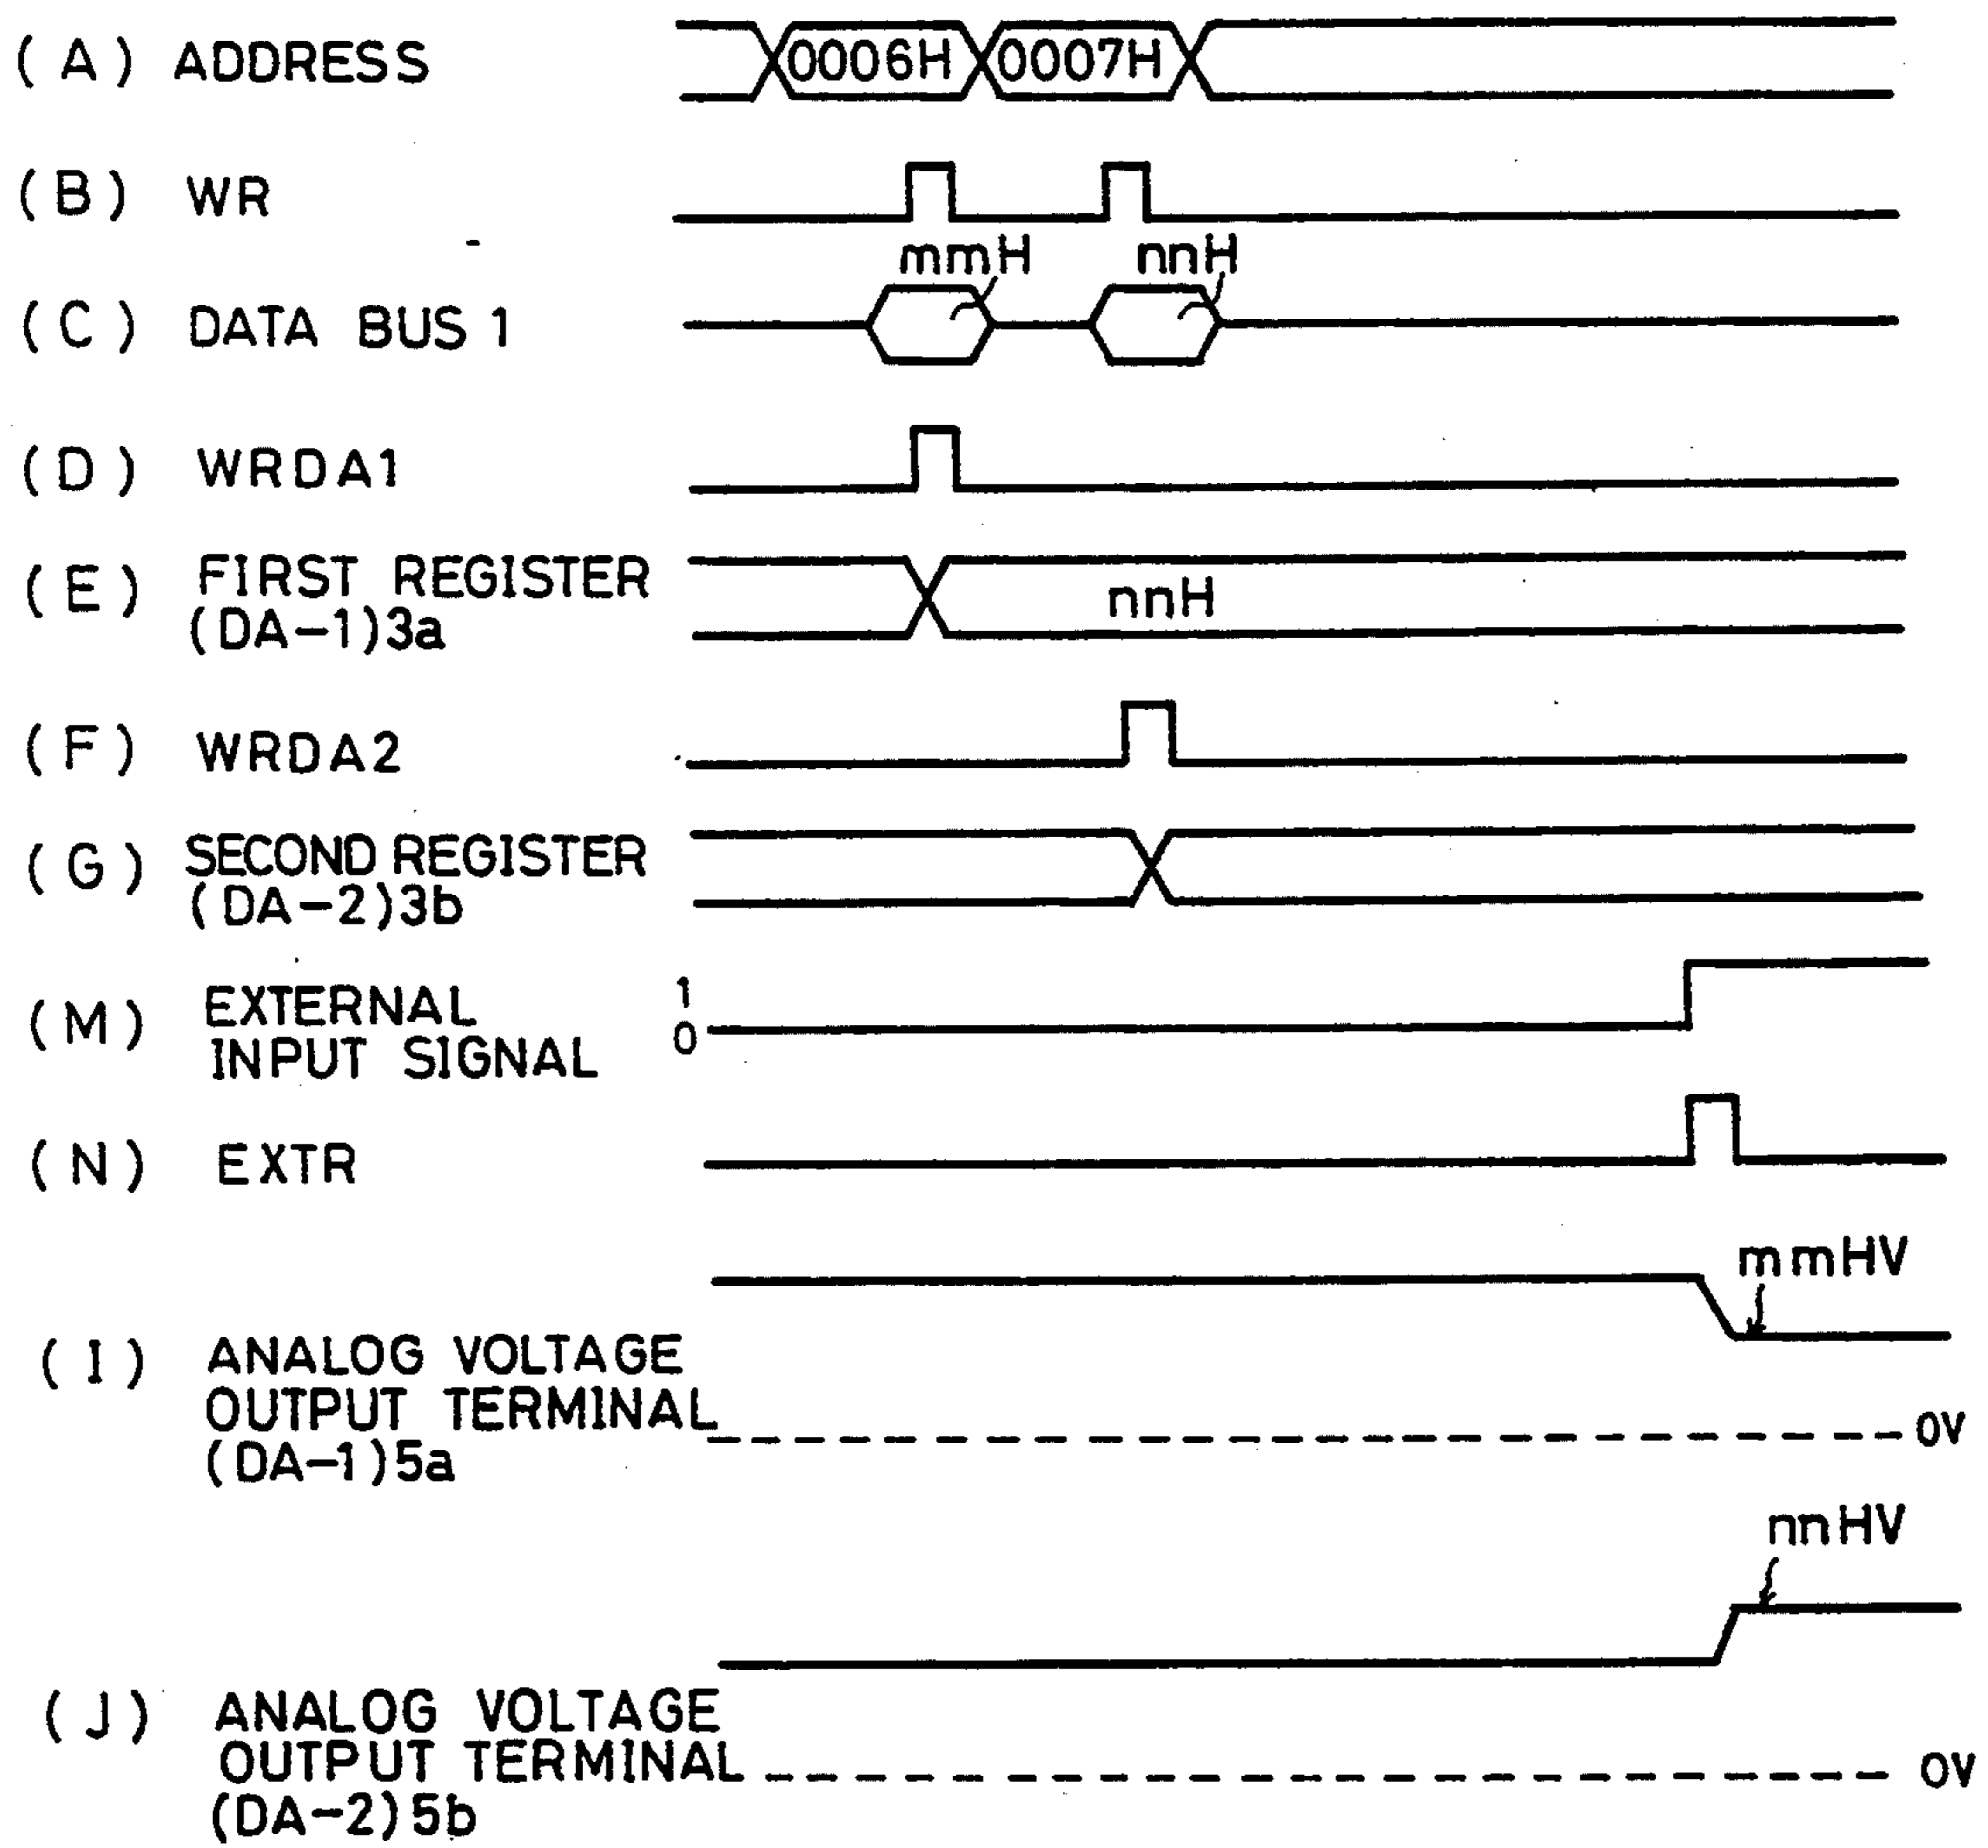 (A) ADDRESS
0006H 0007H
(B) WR
mmH nnH
(C) DATA BUS 1
(D) WRDA1
(E) FIRST REGISTER
(DA-1)3a
nnH
(F) WRDA2
(G) SECOND REGISTER
(DA-2)3b
(M) EXTERNAL
INPUT SIGNAL
1
0
(N) EXTR
mmHV
(I) ANALOG VOLTAGE
OUTPUT TERMINAL
(DA-1)5a
0V
nnHV
(J) ANALOG VOLTAGE
OUTPUT TERMINAL
(DA-2)5b
0V